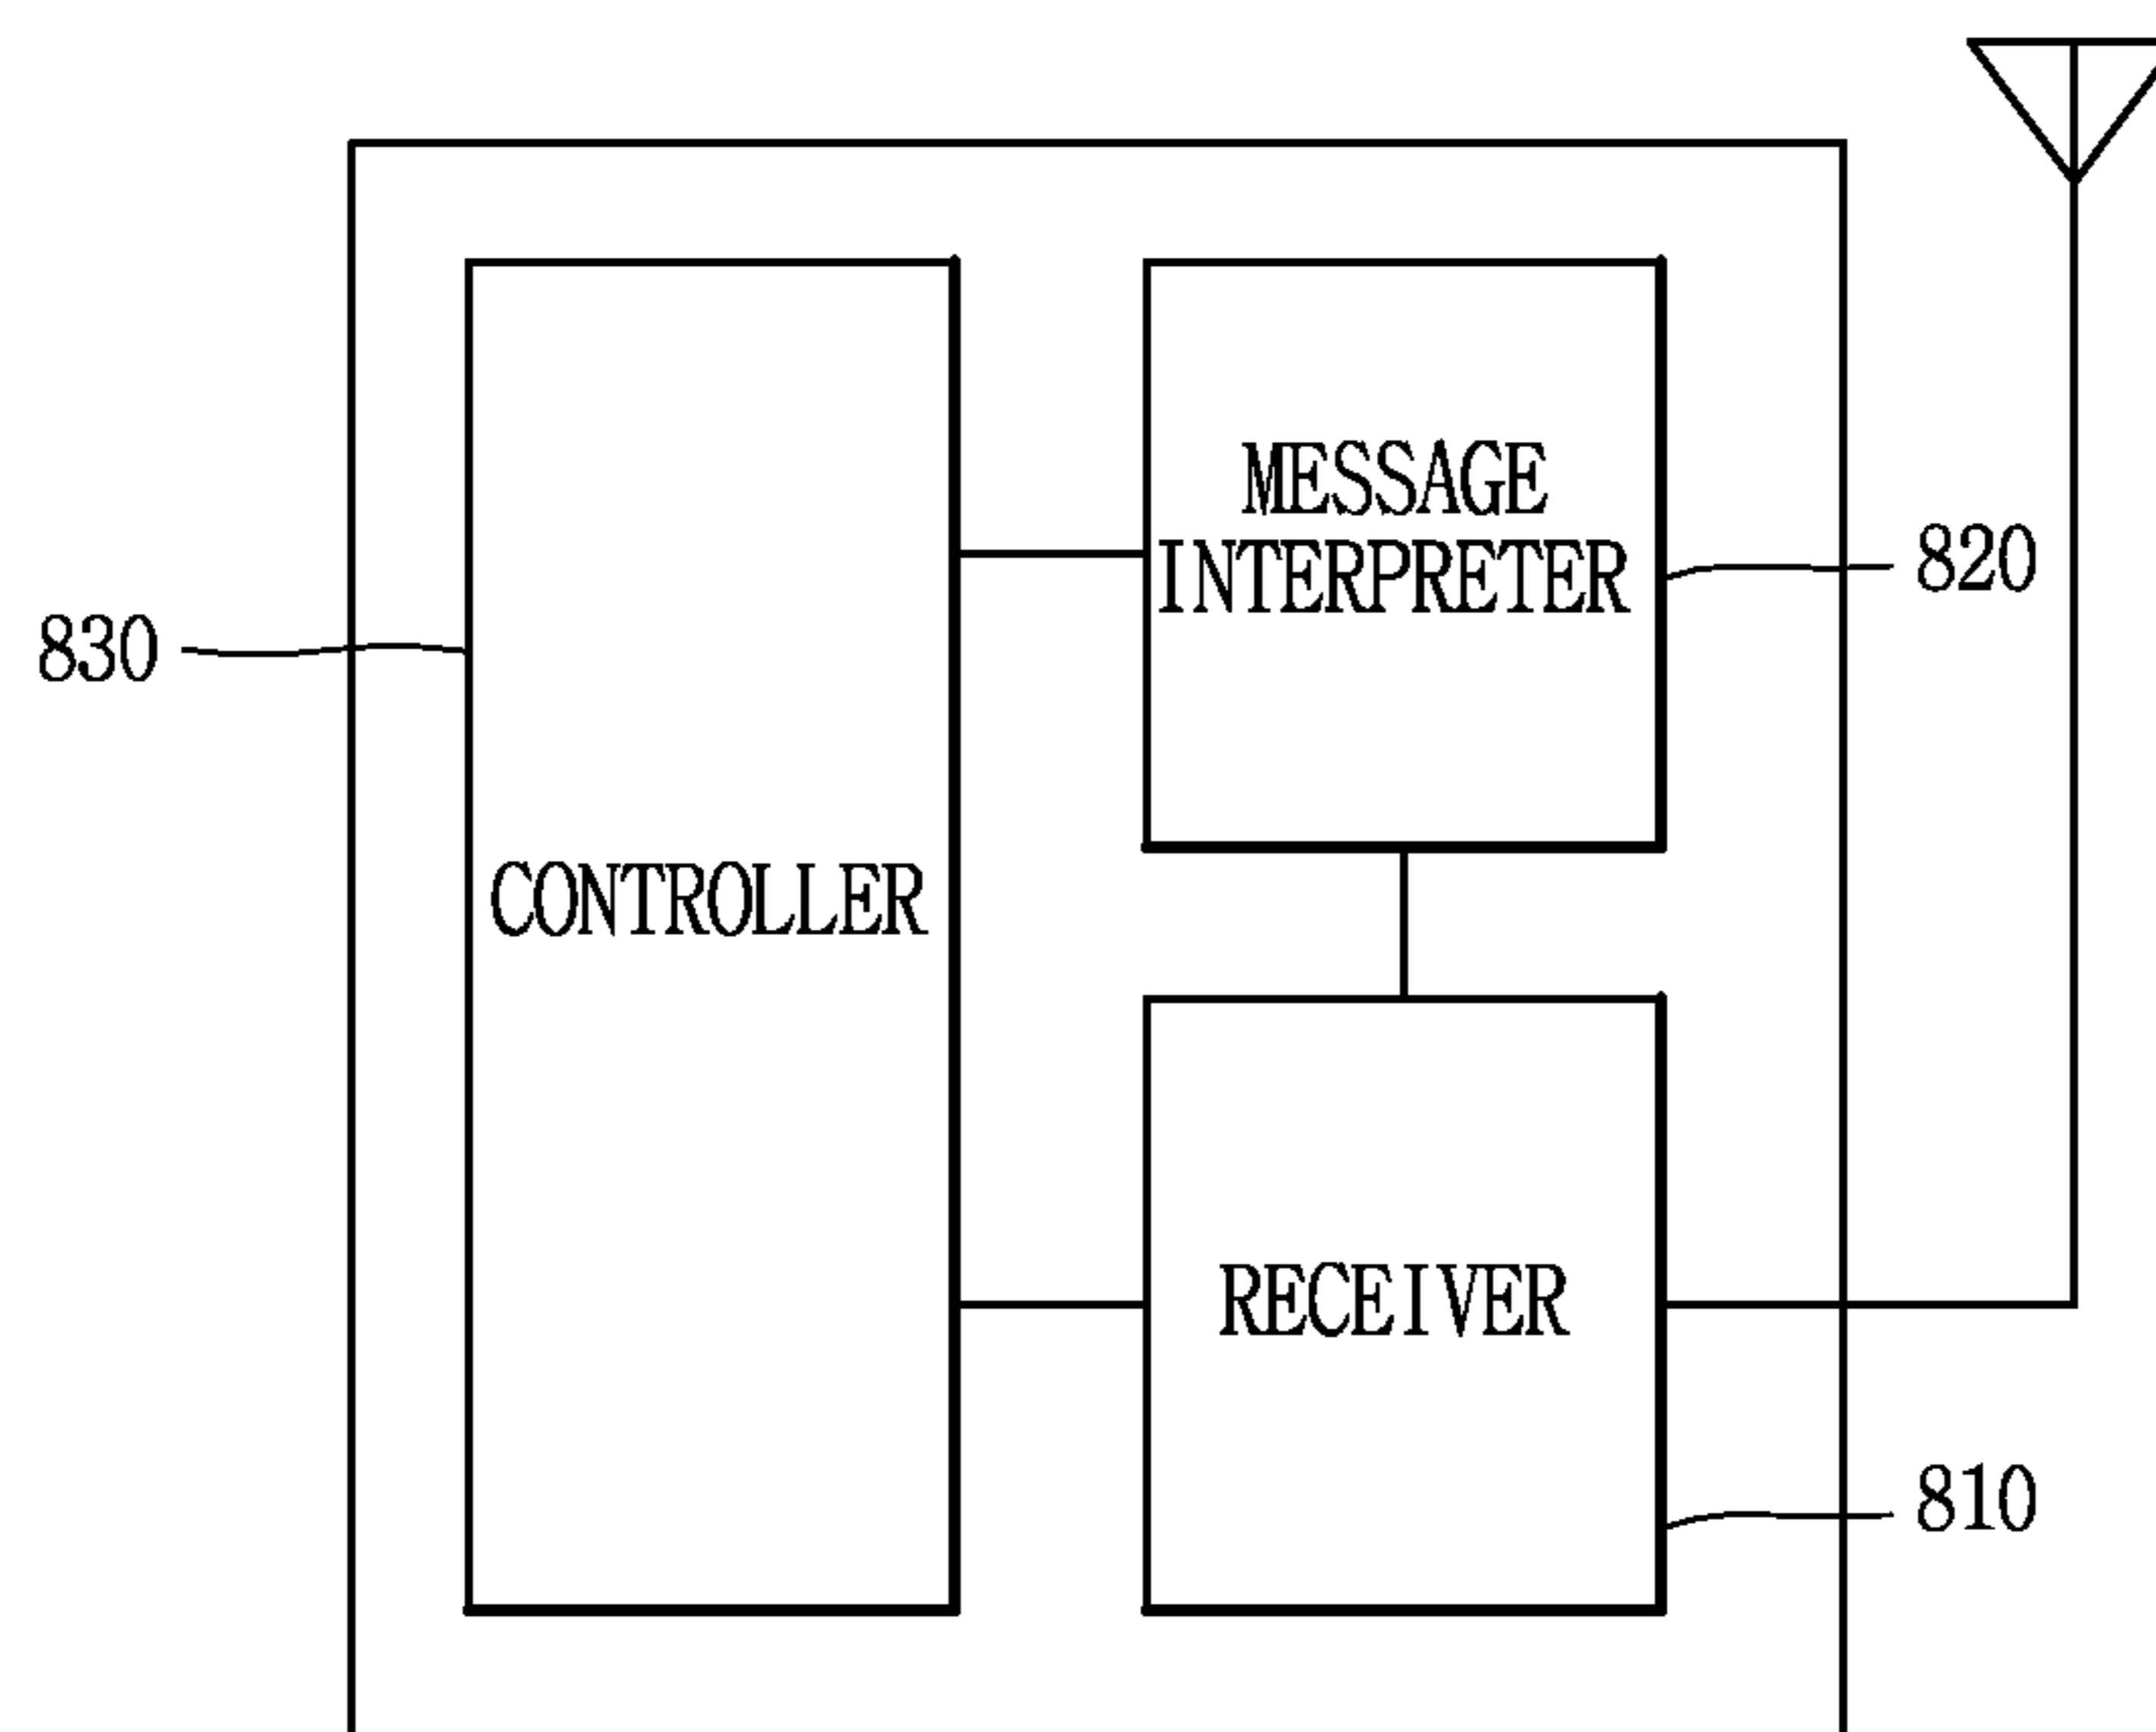 MESSAGE
INTERPRETER
820
830
CONTROLLER
RECEIVER
810